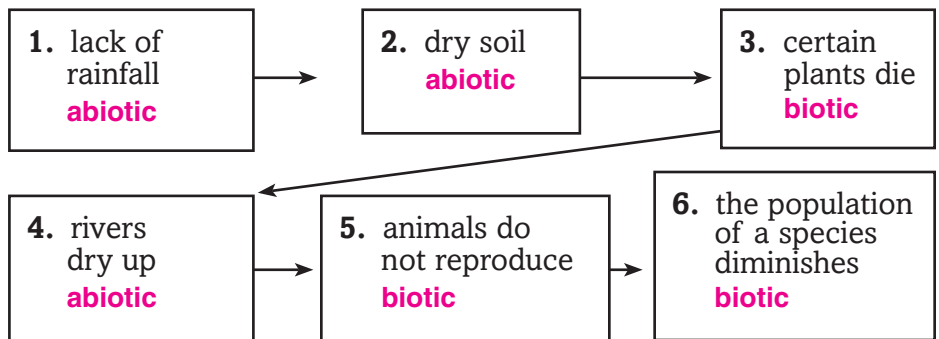 1. lack of
rainfall
abiotic
2. dry soil
abiotic
3. certain
plants die
biotic
4. rivers
dry up
abiotic
5. animals do
not reproduce
biotic
6. the population
of a species
diminishes
biotic